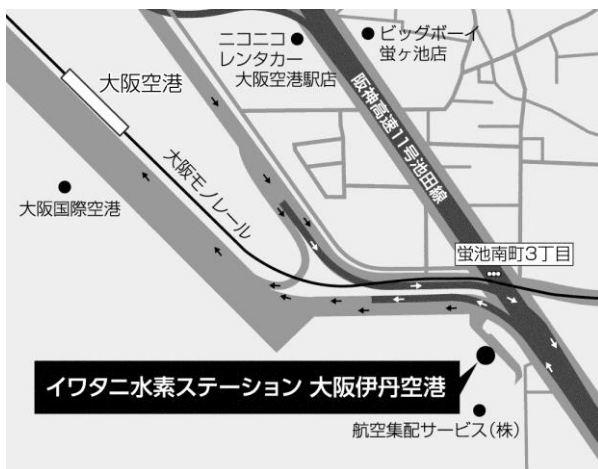 ニコニコ
レンタカー
大阪空港駅店
ビッグボーイ
蛍ヶ池店
大阪空港
阪神高速11号池田線
大阪モノレール
大阪国際空港
蛍池南町3丁目
イワタニ水素ステーション 大阪伊丹空港
航空集配サービス(株)